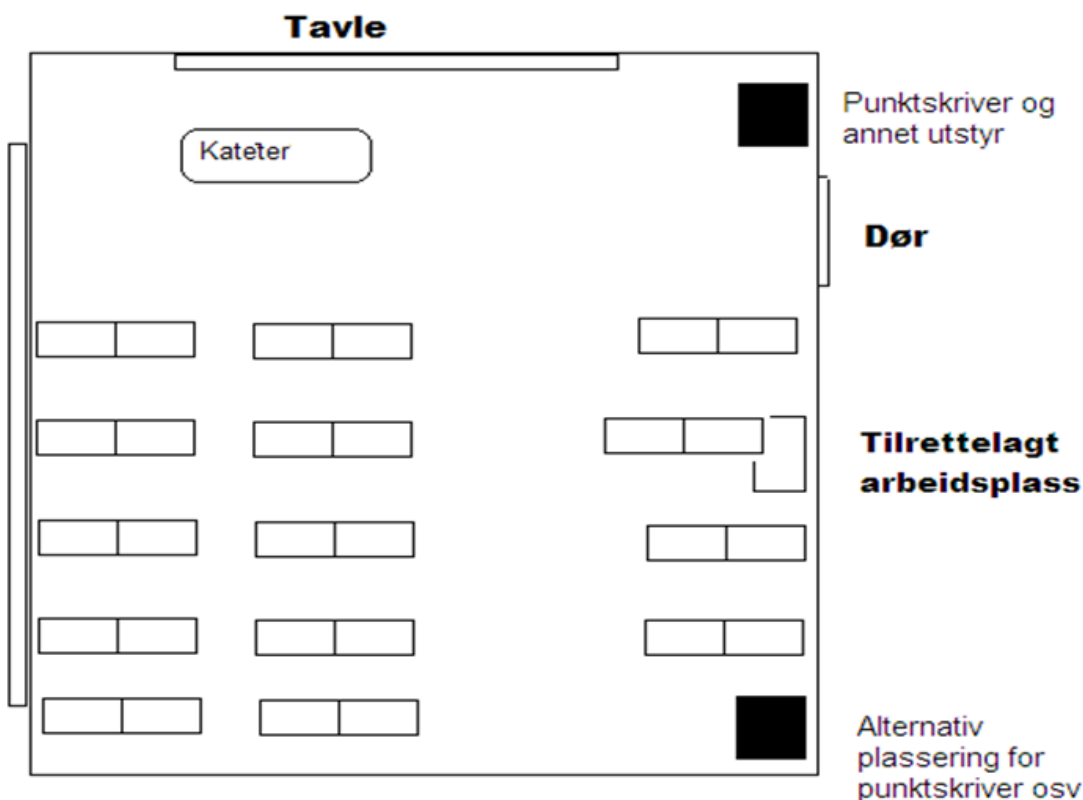 Tavle
Punktskriver og
annet utstyr
Kateter
Dør
Tilrettelagt
arbeidsplass
Alternativ
plassering for
punktskriver osv